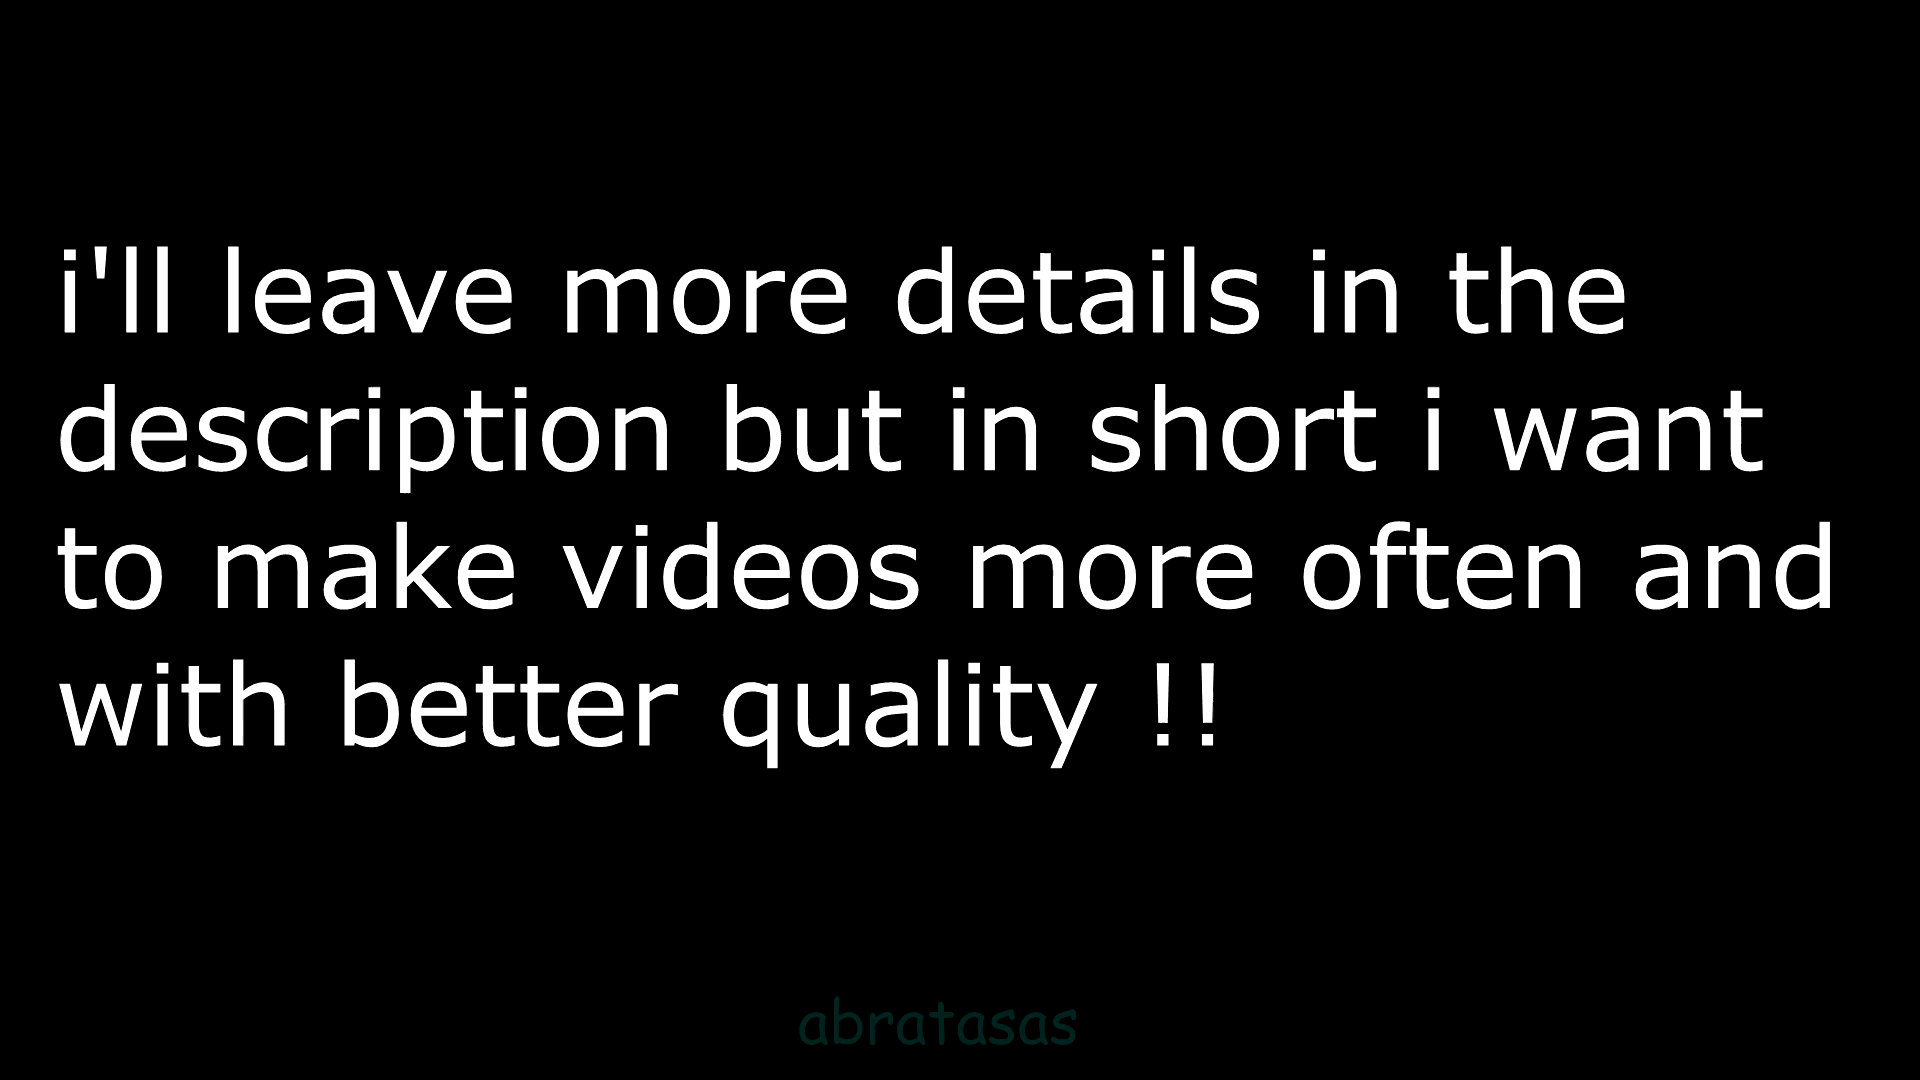 i'll leave more details in the
description but in short i want
to make videos more often and
with better quality !!
abratasas